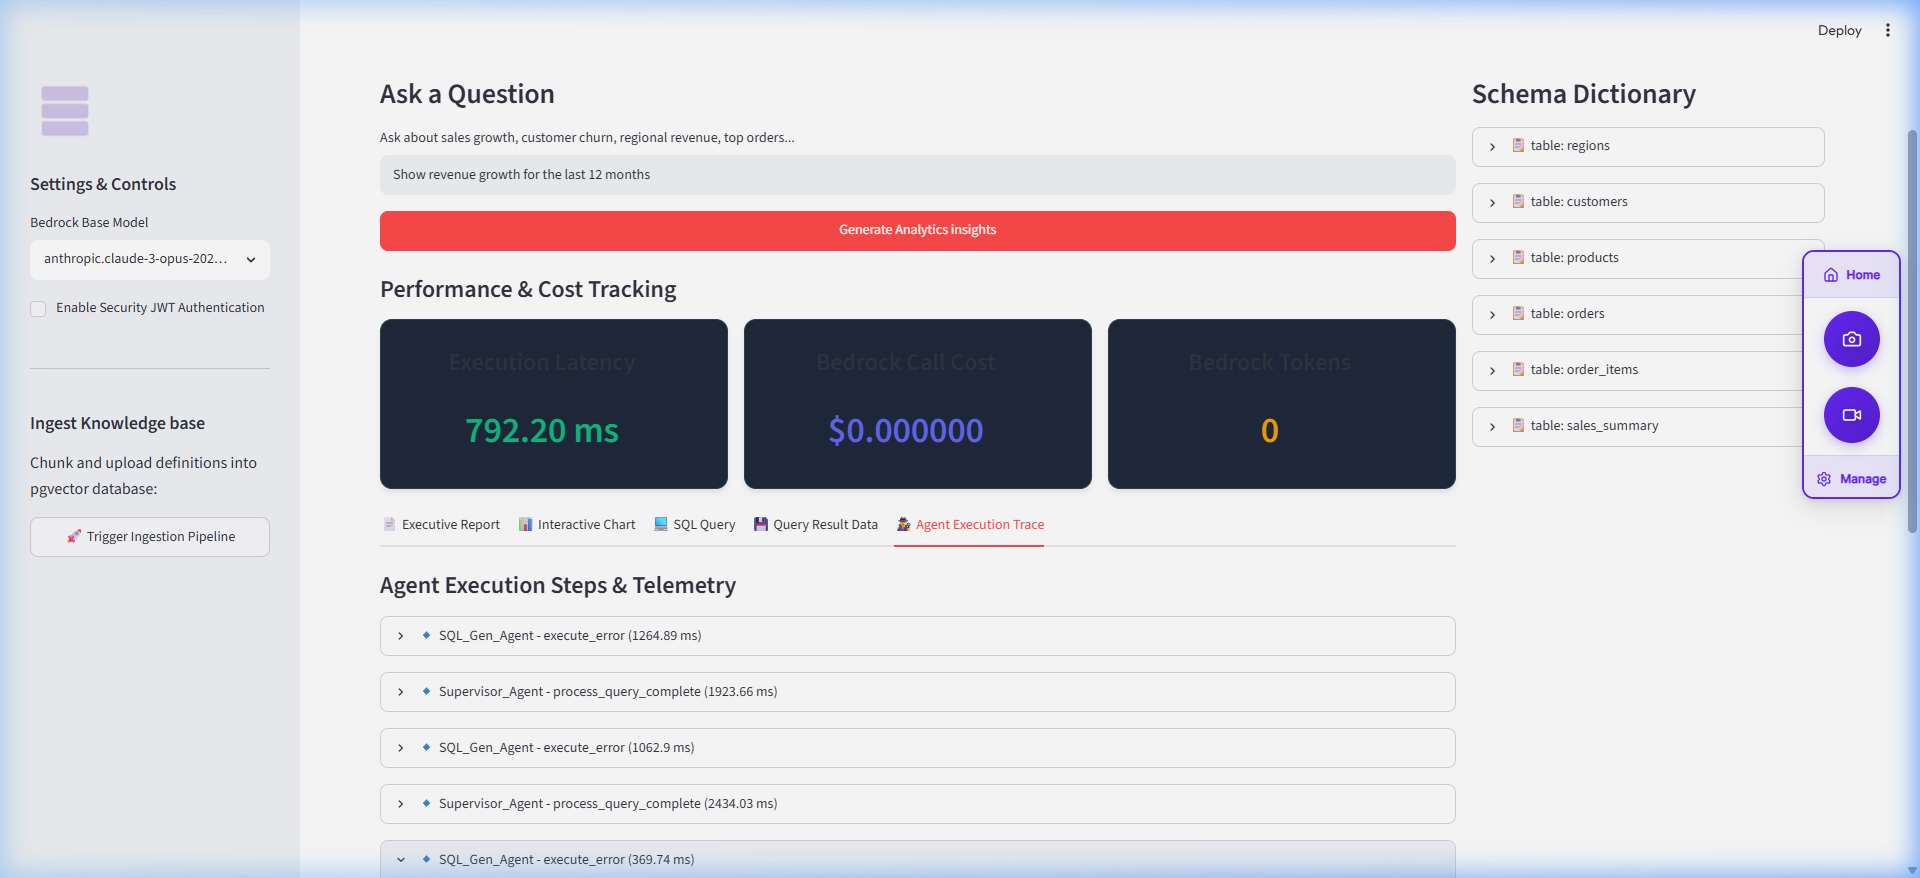 Deploy
Settings & Controls
Bedrock Base Model
anthropic.claude-3-opus-202...
Enable Security JWT Authentication
Ingest Knowledge base
Chunk and upload definitions into
pgvector database:
🚀 Trigger Ingestion Pipeline
Ask a Question
Ask about sales growth, customer churn, regional revenue, top orders...
Show revenue growth for the last 12 months
Generate Analytics insights
Performance & Cost Tracking
Execution Latency
792.20 ms
Bedrock Call Cost
$0.000000
Bedrock Tokens
0
Executive Report
Interactive Chart
SQL Query
Query Result Data
Agent Execution Trace
Agent Execution Steps & Telemetry
SQL_Gen_Agent - execute_error (1264.89 ms)
Supervisor_Agent - process_query_complete (1923.66 ms)
SQL_Gen_Agent - execute_error (1062.9 ms)
Supervisor_Agent - process_query_complete (2434.03 ms)
SQL_Gen_Agent - execute_error (369.74 ms)
Schema Dictionary
table: regions
table: customers
table: products
table: orders
table: order_items
table: sales_summary
Home
Manage